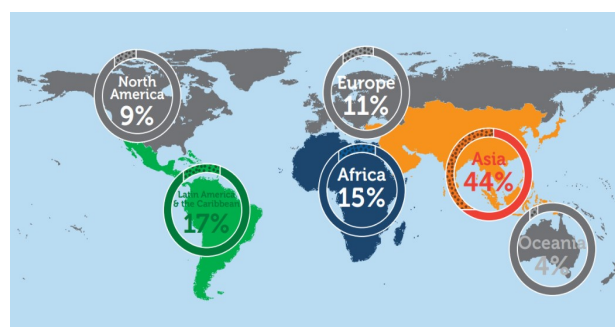 North
America
9%
Europe
11%
Latin America
& the Caribbean
17%
Africa
15%
Asia
44%
Oceania
4%